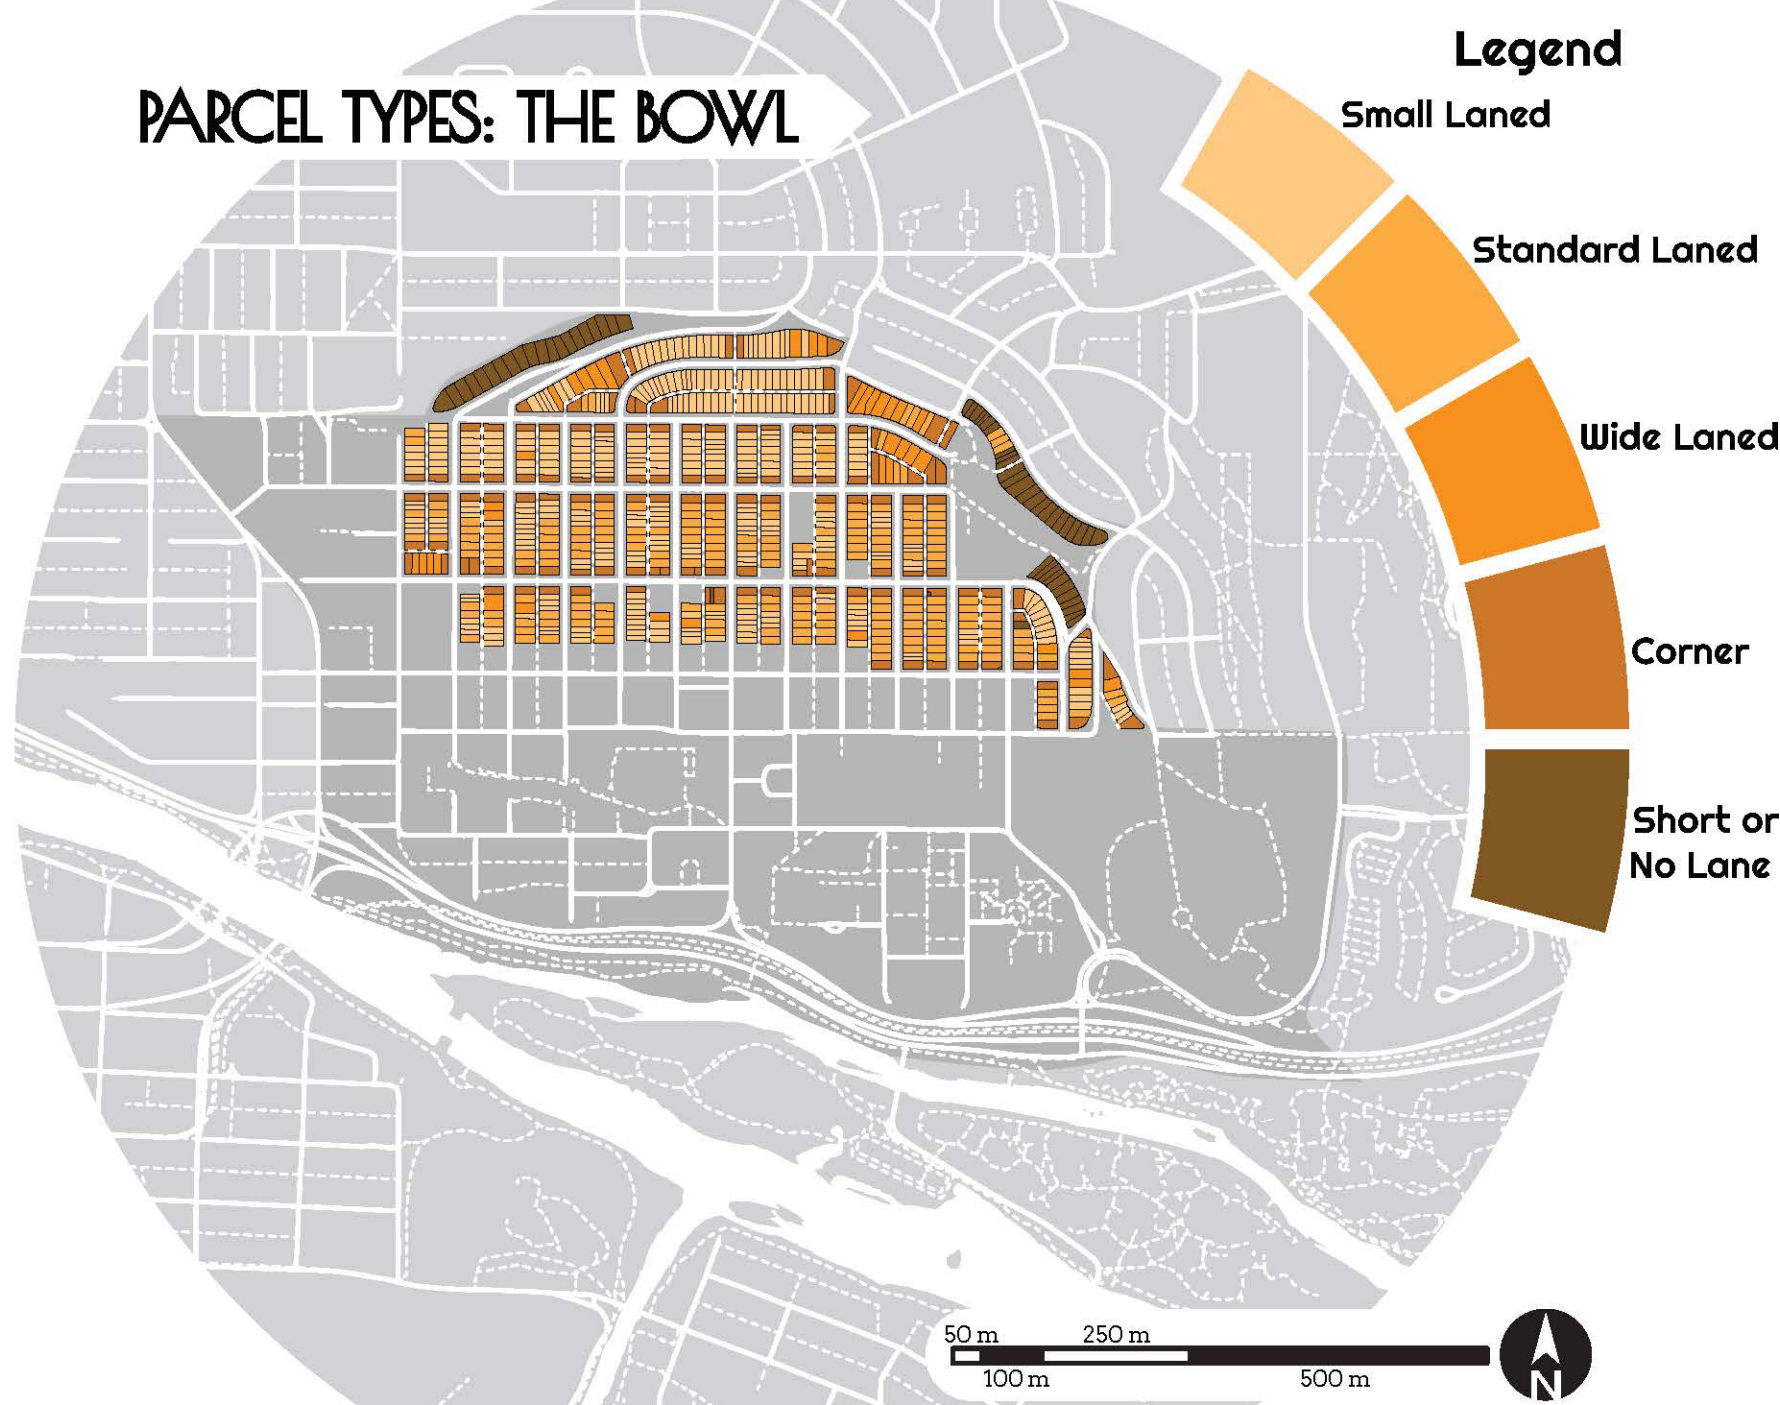 PARCEL TYPES: THE BOWL
Legend
Small Laned
Standard Laned
Wide Laned
Corner
Short or
No Lane
50 m
250 m
100 m
500 m
N